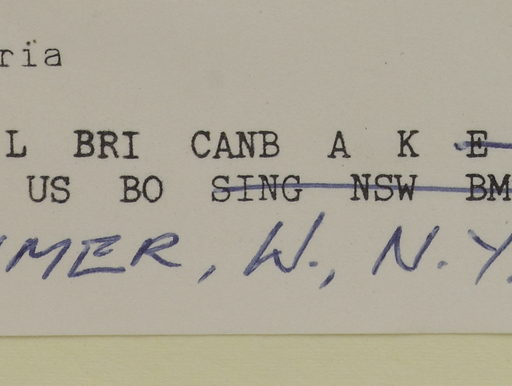 ria
L BRI CANB A K E
US BO SING NSW BM
MER, W., N.Y.